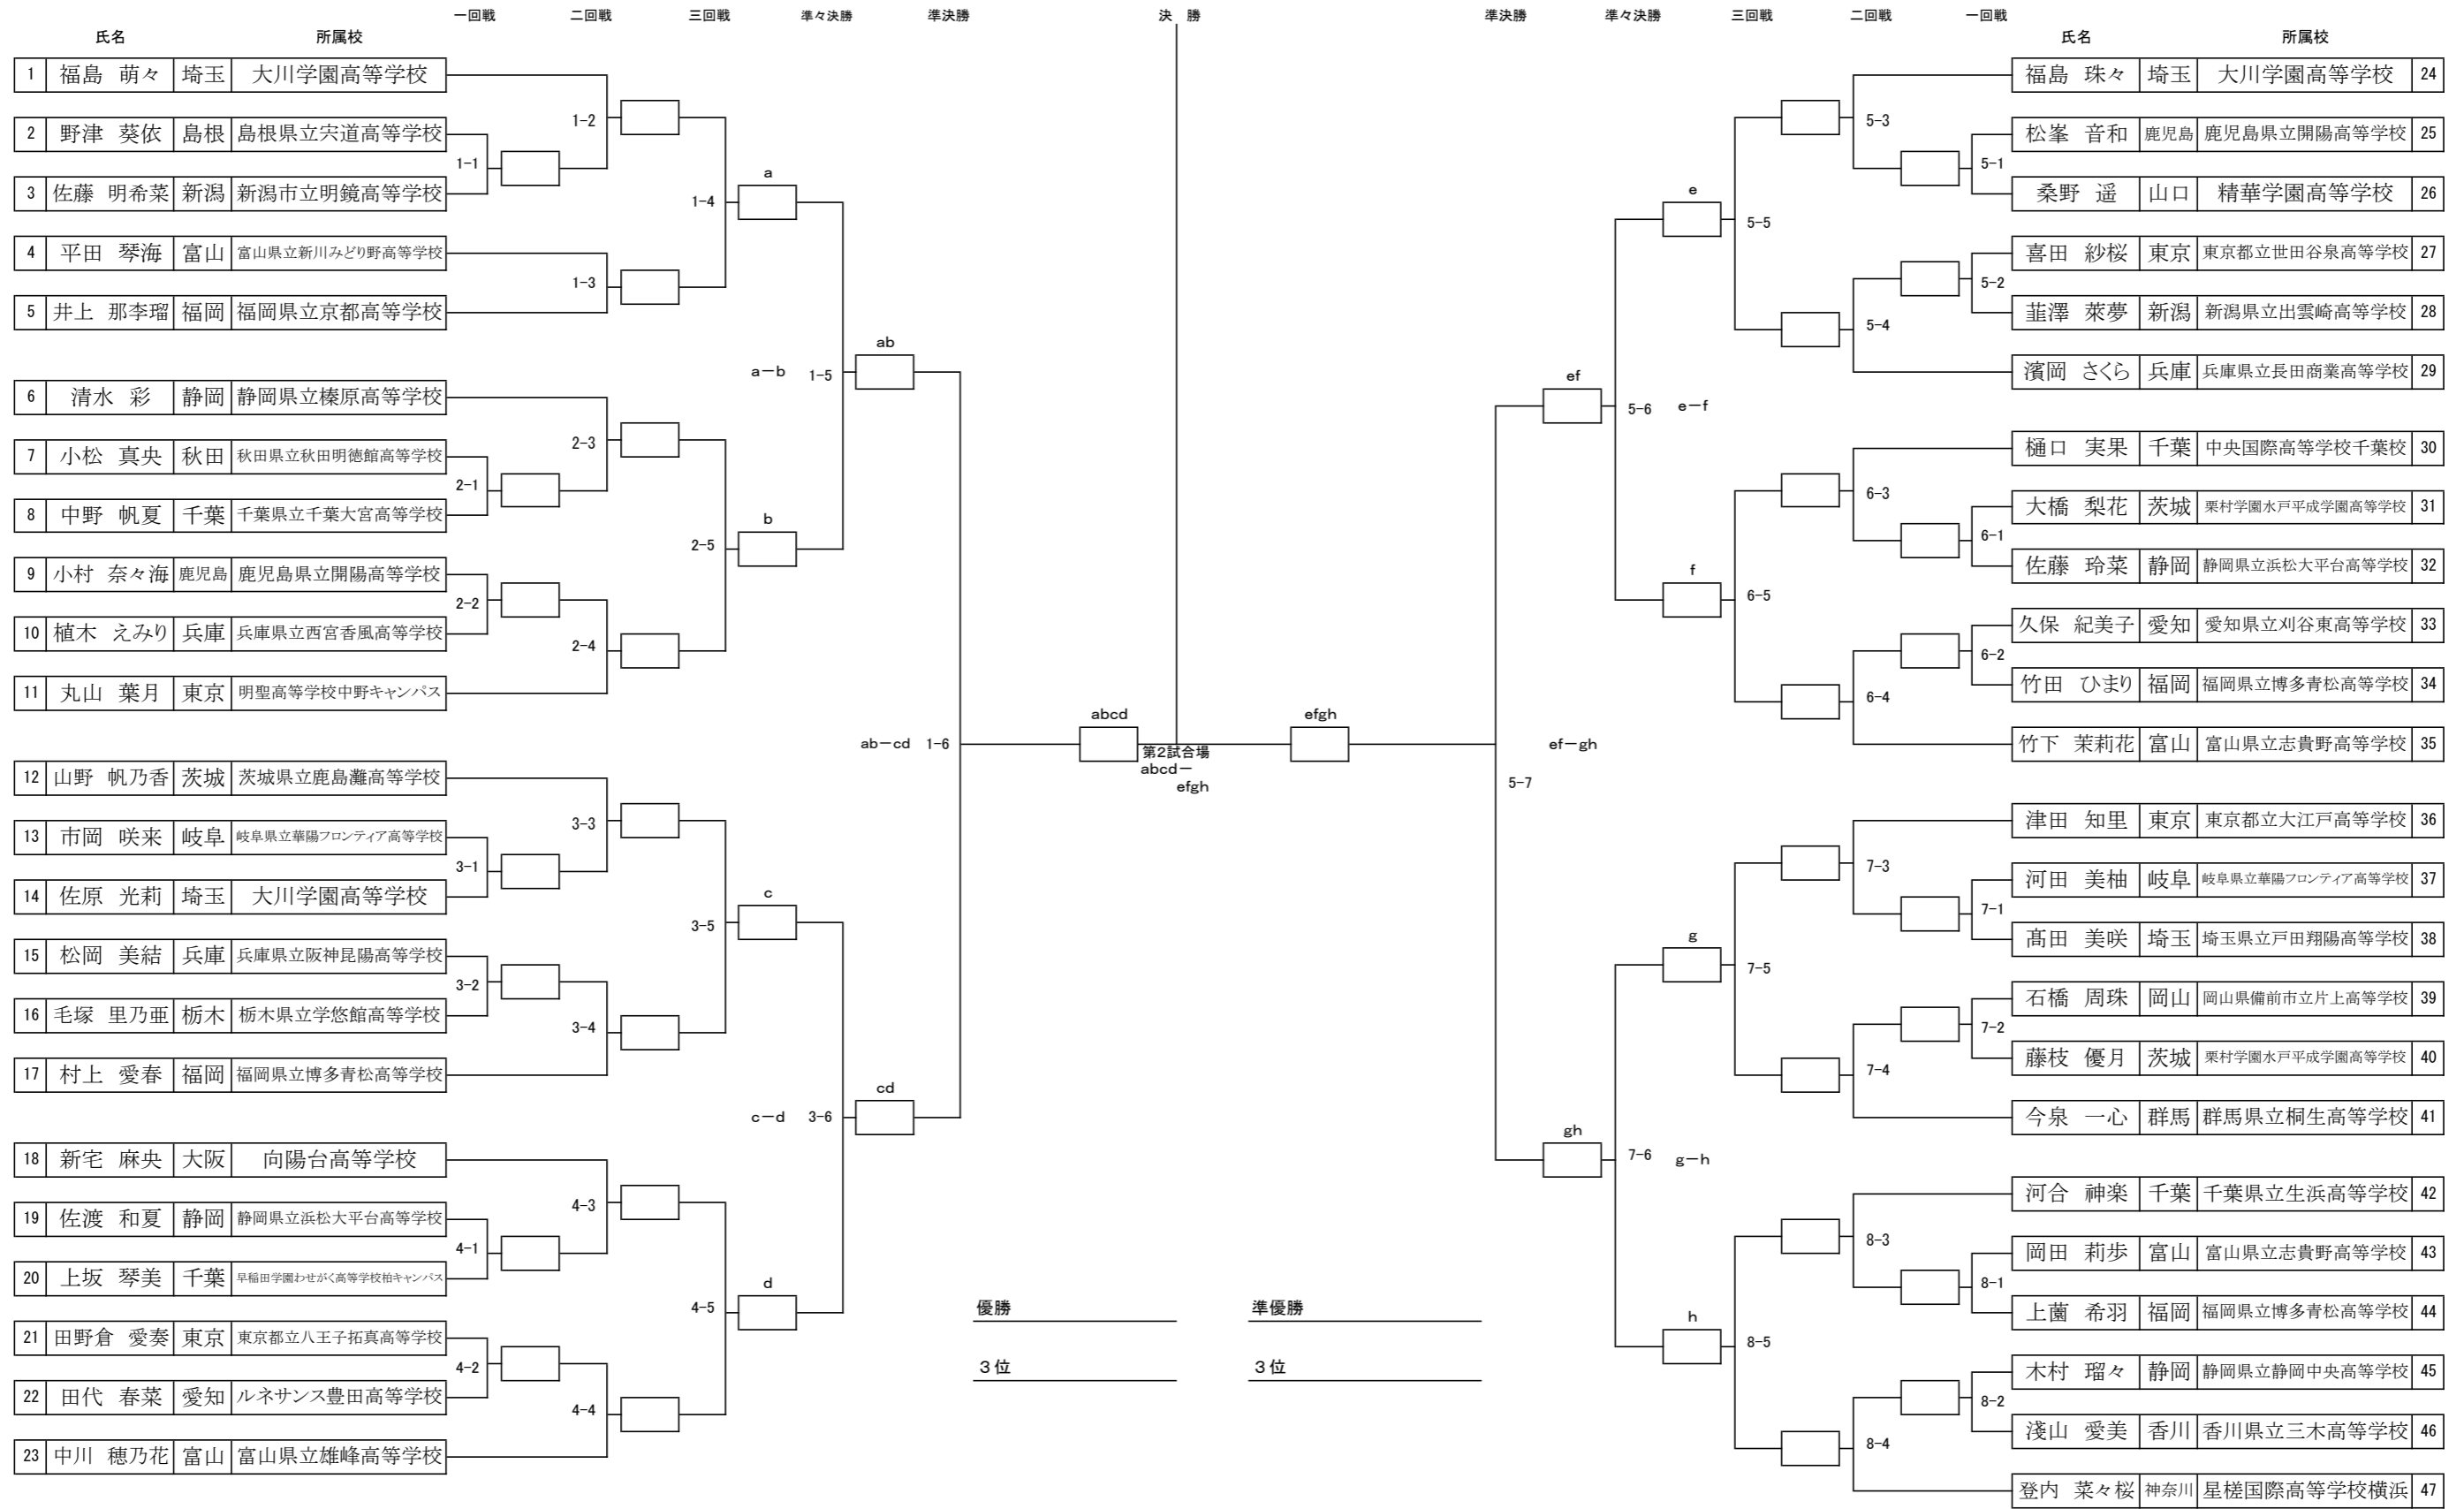 一回戦 二回戦 三回戦 準々決勝 準決勝 決 勝 準決勝 準々決勝 三回戦 二回戦 一回戦
氏名 所属校
1 福島 萌々 埼玉 大川学園高等学校
2 野津 葵依 島根 島根県立宍道高等学校
3 佐藤 明希菜 新潟 新潟市立明鏡高等学校
4 平田 琴海 富山 富山県立新川みどり野高等学校
5 井上 那李瑠 福岡 福岡県立京都高等学校
6 清水 彩 静岡 静岡県立榛原高等学校
7 小松 真央 秋田 秋田県立秋田明徳館高等学校
8 中野 帆夏 千葉 千葉県立千葉大宮高等学校
9 小村 奈々海 鹿児島 鹿児島県立開陽高等学校
10 植木 えみり 兵庫 兵庫県立西宮香風高等学校
11 丸山 葉月 東京 明聖高等学校中野キャンパス
12 山野 帆乃香 茨城 茨城県立鹿島灘高等学校
13 市岡 咲来 岐阜 岐阜県立華陽フロンティア高等学校
14 佐原 光莉 埼玉 大川学園高等学校
15 松岡 美結 兵庫 兵庫県立阪神昆陽高等学校
16 毛塚 里乃亜 栃木 栃木県立学悠館高等学校
17 村上 愛春 福岡 福岡県立博多青松高等学校
18 新宅 麻央 大阪 向陽台高等学校
19 佐渡 和夏 静岡 静岡県立浜松大平台高等学校
20 上坂 琴美 千葉 早稲田学園わせがく高等学校柏キャンパス
21 田野倉 愛奏 東京 東京都立八王子拓真高等学校
22 田代 春菜 愛知 ルネサンス豊田高等学校
23 中川 穂乃花 富山 富山県立雄峰高等学校
1-1
1-2
1-3
1-4
a
2-1
2-2
2-3
2-4
2-5
b
a－b 1-5
ab
3-1
3-2
3-3
3-4
3-5
c
4-1
4-2
4-3
4-4
4-5
d
c－d 3-6
cd
ab－cd 1-6
abcd
第2試合場
abcd－
efgh
efgh
優勝
準優勝
３位
３位
ef－gh
5-7
ef
5-6 e－f
e
5-5
5-3
5-1
5-2
5-4
f
6-5
6-3
6-1
6-2
6-4
gh
7-6 g－h
g
7-5
7-3
7-1
7-2
7-4
h
8-5
8-3
8-1
8-2
8-4
氏名 所属校
福島 珠々 埼玉 大川学園高等学校 24
松峯 音和 鹿児島 鹿児島県立開陽高等学校 25
桑野 遥 山口 精華学園高等学校 26
喜田 紗桜 東京 東京都立世田谷泉高等学校 27
韮澤 萊夢 新潟 新潟県立出雲崎高等学校 28
濱岡 さくら 兵庫 兵庫県立長田商業高等学校 29
樋口 実果 千葉 中央国際高等学校千葉校 30
大橋 梨花 茨城 栗村学園水戸平成学園高等学校 31
佐藤 玲菜 静岡 静岡県立浜松大平台高等学校 32
久保 紀美子 愛知 愛知県立刈谷東高等学校 33
竹田 ひまり 福岡 福岡県立博多青松高等学校 34
竹下 茉莉花 富山 富山県立志貴野高等学校 35
津田 知里 東京 東京都立大江戸高等学校 36
河田 美柚 岐阜 岐阜県立華陽フロンティア高等学校 37
髙田 美咲 埼玉 埼玉県立戸田翔陽高等学校 38
石橋 周珠 岡山 岡山県備前市立片上高等学校 39
藤枝 優月 茨城 栗村学園水戸平成学園高等学校 40
今泉 一心 群馬 群馬県立桐生高等学校 41
河合 神楽 千葉 千葉県立生浜高等学校 42
岡田 莉歩 富山 富山県立志貴野高等学校 43
上薗 希羽 福岡 福岡県立博多青松高等学校 44
木村 瑠々 静岡 静岡県立静岡中央高等学校 45
淺山 愛美 香川 香川県立三木高等学校 46
登内 菜々桜 神奈川 星槎国際高等学校横浜 47